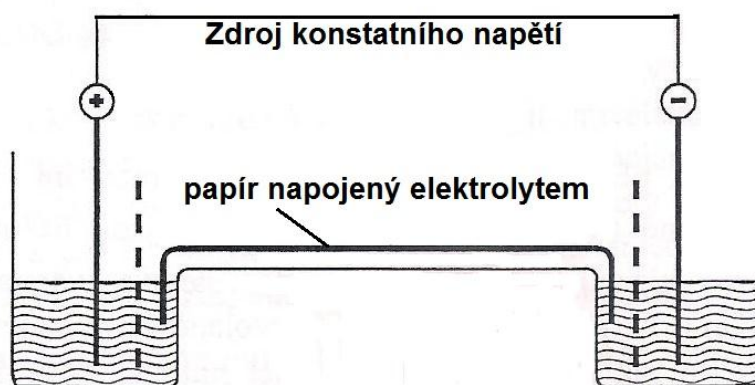 Zdroj konstatního napětí
+
−
papír napojený elektrolytem